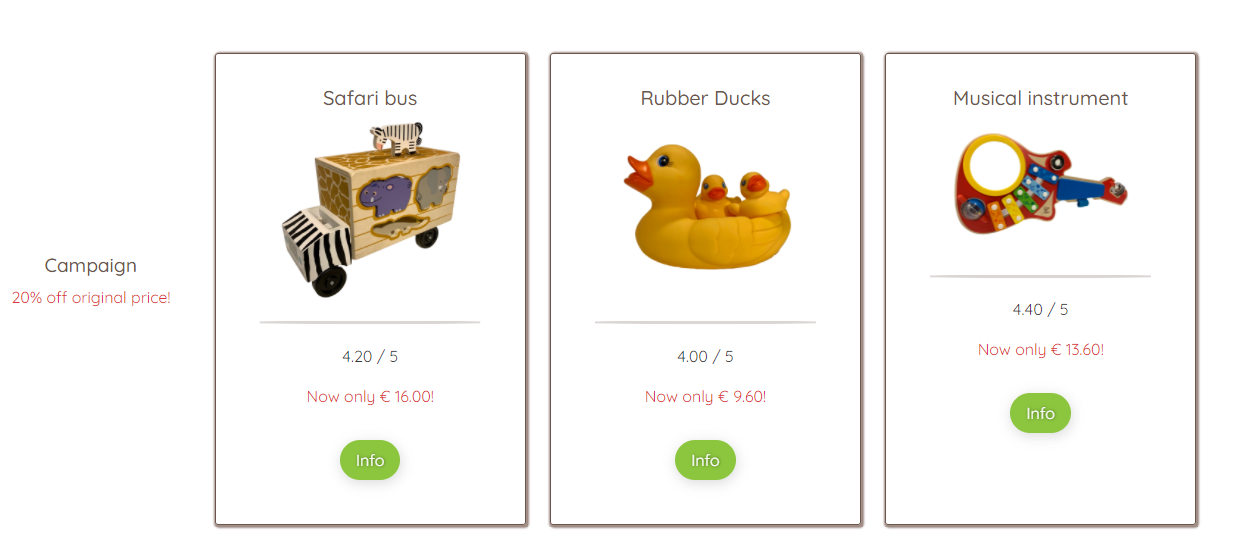 Campaign
20% off original price!
Safari bus
4.20 / 5
Now only € 16.00!
Info
Rubber Ducks
4.00 / 5
Now only € 9.60!
Info
Musical instrument
4.40 / 5
Now only € 13.60!
Info